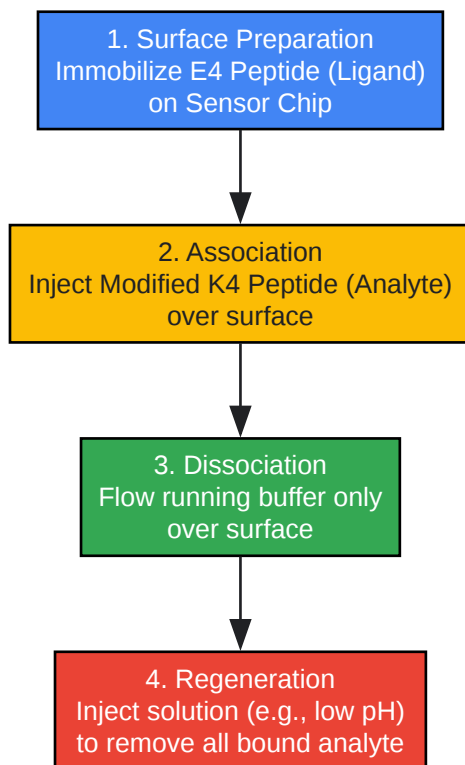 1. Surface Preparation
Immobilize E4 Peptide (Ligand)
on Sensor Chip
2. Association
Inject Modified K4 Peptide (Analyte)
over surface
3. Dissociation
Flow running buffer only
over surface
4. Regeneration
Inject solution (e.g., low pH)
to remove all bound analyte